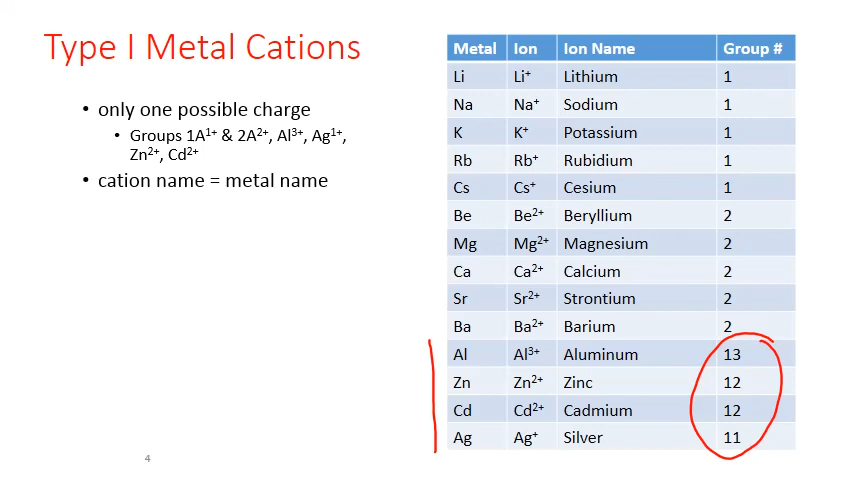 Type I Metal Cations
• only one possible charge
• Groups 1A¹⁺ & 2A²⁺, Al³⁺, Ag¹⁺,
Zn²⁺, Cd²⁺
• cation name = metal name
Metal Ion Ion Name Group #
Li Li⁺ Lithium 1
Na Na⁺ Sodium 1
K K⁺ Potassium 1
Rb Rb⁺ Rubidium 1
Cs Cs⁺ Cesium 1
Be Be²⁺ Beryllium 2
Mg Mg²⁺ Magnesium 2
Ca Ca²⁺ Calcium 2
Sr Sr²⁺ Strontium 2
Ba Ba²⁺ Barium 2
Al Al³⁺ Aluminum 13
Zn Zn²⁺ Zinc 12
Cd Cd²⁺ Cadmium 12
Ag Ag⁺ Silver 11
4